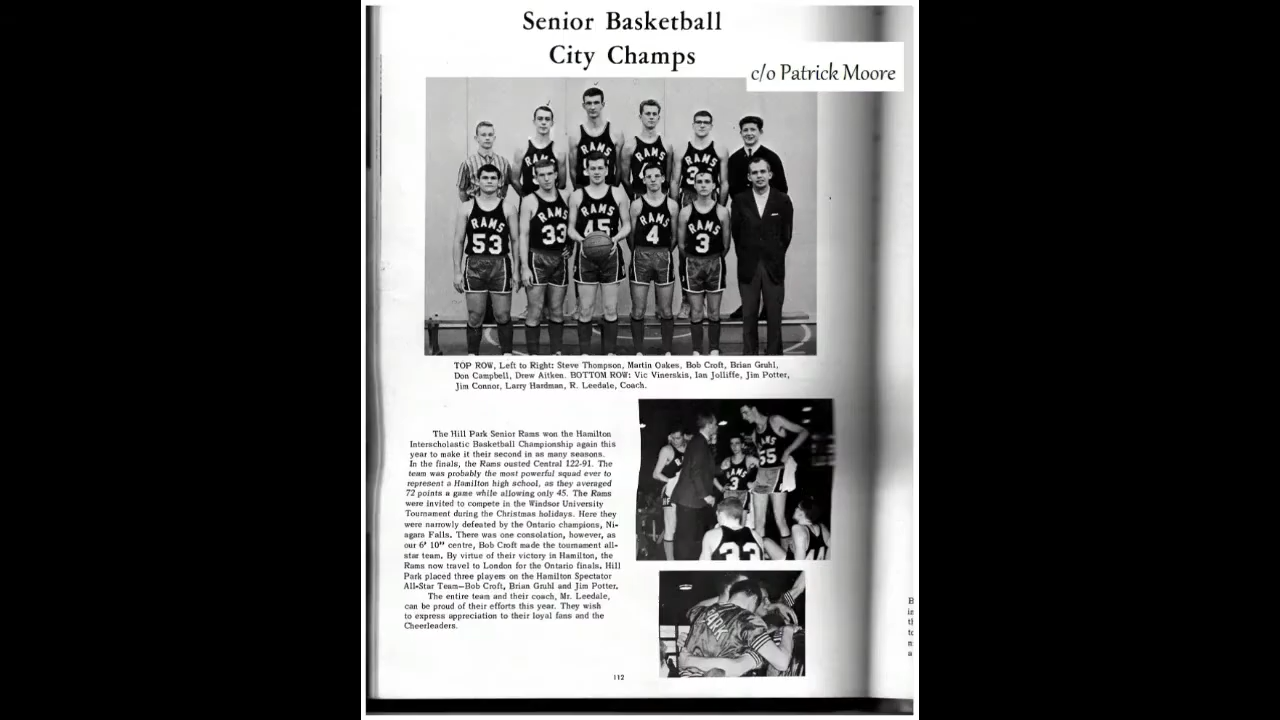 Senior Basketball
City Champs
c/o Patrick Moore
RAMS
RAMS
RAMS
RAMS
RAMS
53
RAMS
33
RAMS
45
RAMS
4
RAMS
3
TOP ROW, Left to Right: Steve Thompson, Martin Oakes, Bob Croft, Brian Gruhl,
Don Campbell, Drew Aitken. BOTTOM ROW: Vic Vinerskis, Ian Jolliffe, Jim Potter,
Jim Connor, Larry Hardman, R. Leedale, Coach.
The Hill Park Senior Rams won the Hamilton
Interscholastic Basketball Championship again this
year to make it their second in as many seasons.
In the finals, the Rams ousted Central 122-91. The
team was probably the most powerful squad ever to
represent a Hamilton high school, as they averaged
72 points a game while allowing only 45. The Rams
were invited to compete in the Windsor University
Tournament during the Christmas holidays. Here they
were narrowly defeated by the Ontario champions, Ni-
agara Falls. There was one consolation, however, as
our 6' 10" centre, Bob Croft made the tournament all-
star team. By virtue of their victory in Hamilton, the
Rams now travel to London for the Ontario finals. Hill
Park placed three players on the Hamilton Spectator
All-Star Team—Bob Croft, Brian Gruhl and Jim Potter.
The entire team and their coach, Mr. Leedale,
can be proud of their efforts this year. They wish
to express appreciation to their loyal fans and the
Cheerleaders.
55
3
33
112